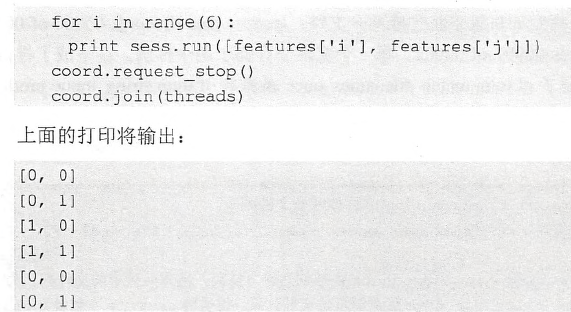 for i in range(6):
  print sess.run([features['i'], features['j']])
coord.request_stop()
coord.join(threads)
上面的打印将输出：
[0, 0]
[0, 1]
[1, 0]
[1, 1]
[0, 0]
[0, 1]